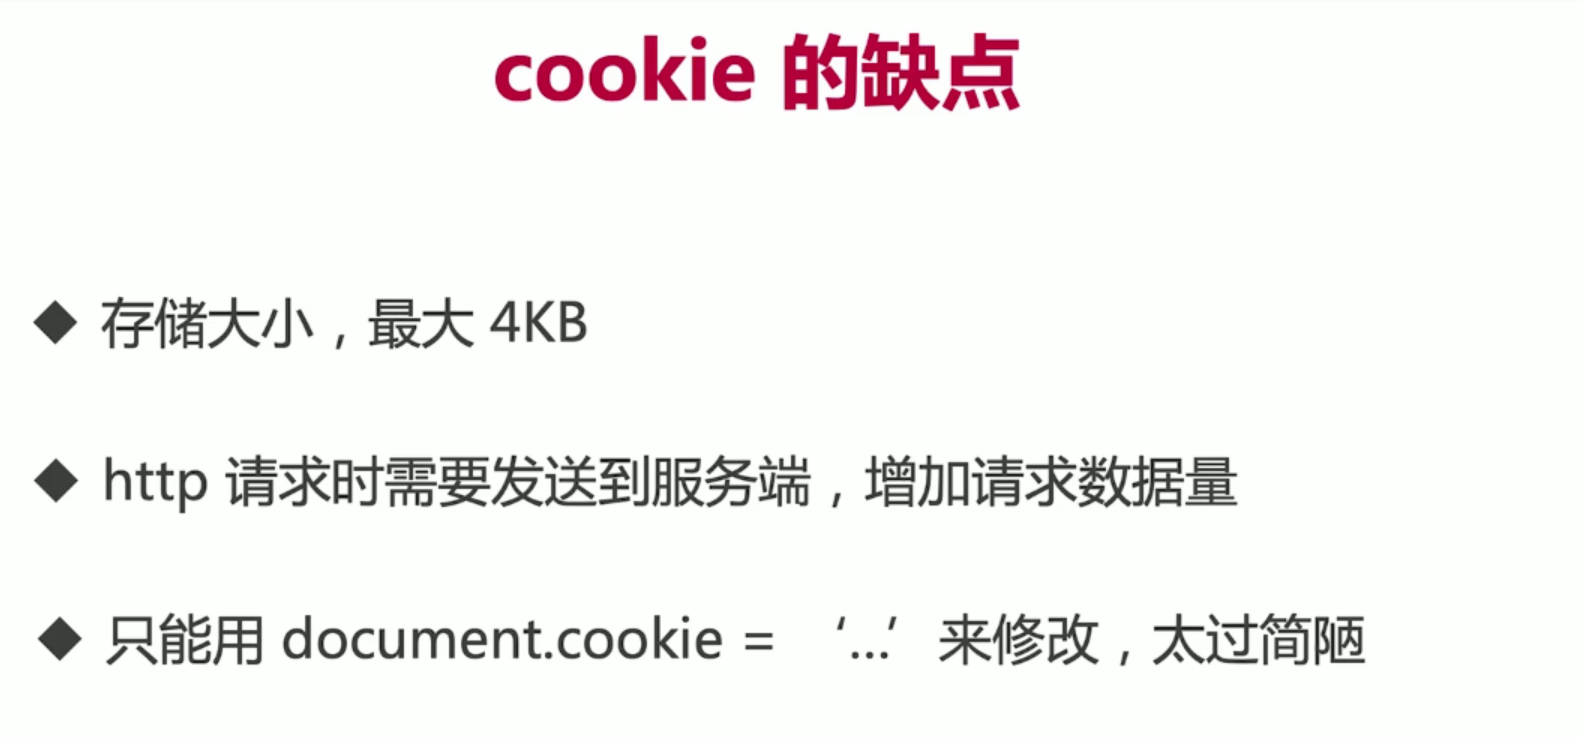 cookie 的缺点
◆ 存储大小，最大 4KB
◆ http 请求时需要发送到服务端，增加请求数据量
◆ 只能用 document.cookie = ‘…’ 来修改，太过简陋